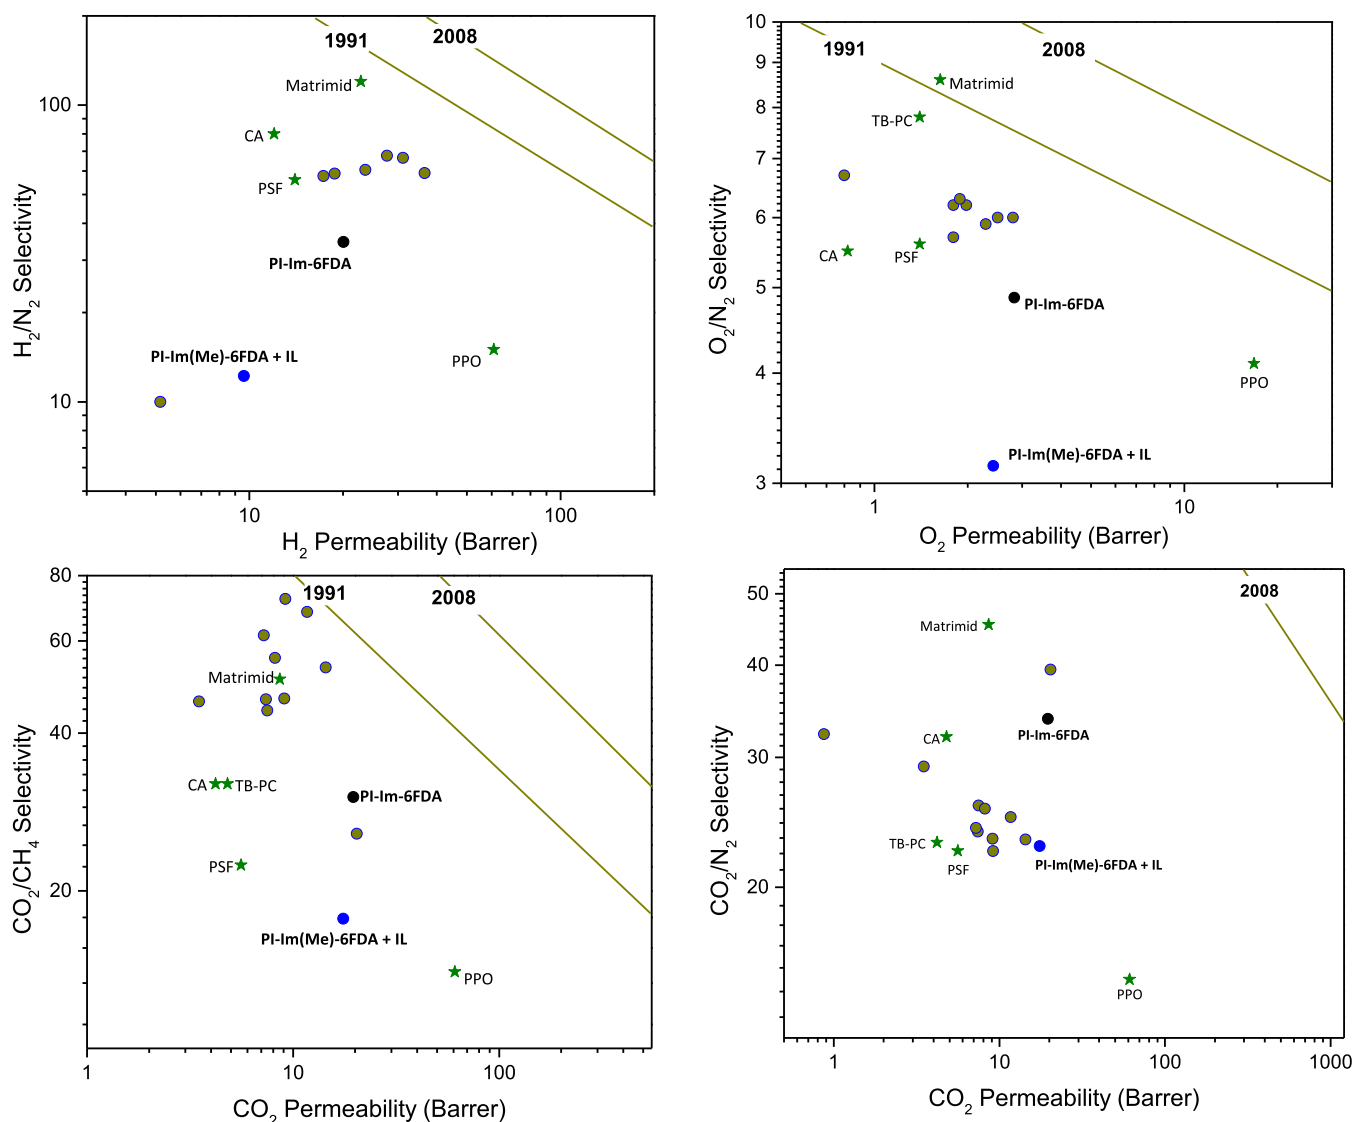 1991
2008
Matrimid
100
CA
PSF
PI-Im-6FDA
PI-Im(Me)-6FDA + IL
PPO
10
H2/N2 Selectivity
10
100
H2 Permeability (Barrer)
10
1991
2008
9
Matrimid
8
TB-PC
7
6
CA
PSF
5
PI-Im-6FDA
4
PPO
PI-Im(Me)-6FDA + IL
3
O2/N2 Selectivity
1
10
O2 Permeability (Barrer)
80
1991
2008
60
Matrimid
40
CA
TB-PC
PI-Im-6FDA
PSF
20
PI-Im(Me)-6FDA + IL
PPO
CO2/CH4 Selectivity
1
10
100
CO2 Permeability (Barrer)
2008
50
Matrimid
40
CA
PI-Im-6FDA
30
TB-PC
PSF
PI-Im(Me)-6FDA + IL
20
PPO
CO2/N2 Selectivity
1
10
100
1000
CO2 Permeability (Barrer)